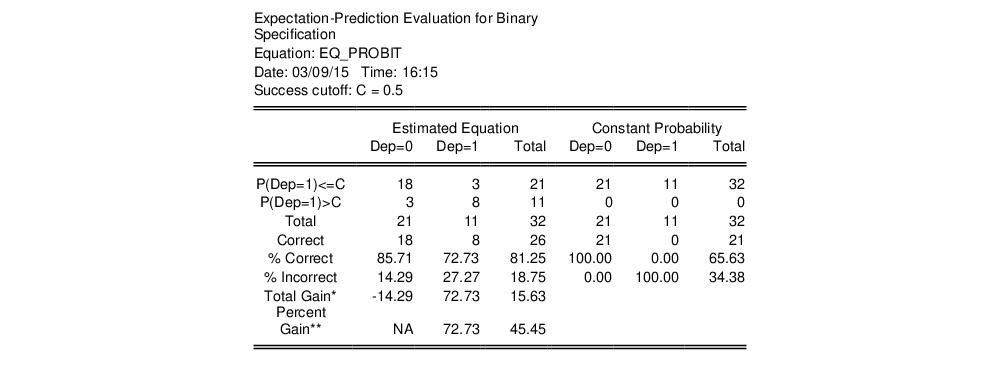 Expectation-Prediction Evaluation for Binary
Specification
Equation: EQ_PROBIT
Date: 03/09/15 Time: 16:15
Success cutoff: C = 0.5
Estimated Equation Constant Probability
Dep=0 Dep=1 Total Dep=0 Dep=1 Total
P(Dep=1)<=C 18 3 21 21 11 32
P(Dep=1)>C 3 8 11 0 0 0
Total 21 11 32 21 11 32
Correct 18 8 26 21 0 21
% Correct 85.71 72.73 81.25 100.00 0.00 65.63
% Incorrect 14.29 27.27 18.75 0.00 100.00 34.38
Total Gain* -14.29 72.73 15.63
Percent
Gain** NA 72.73 45.45